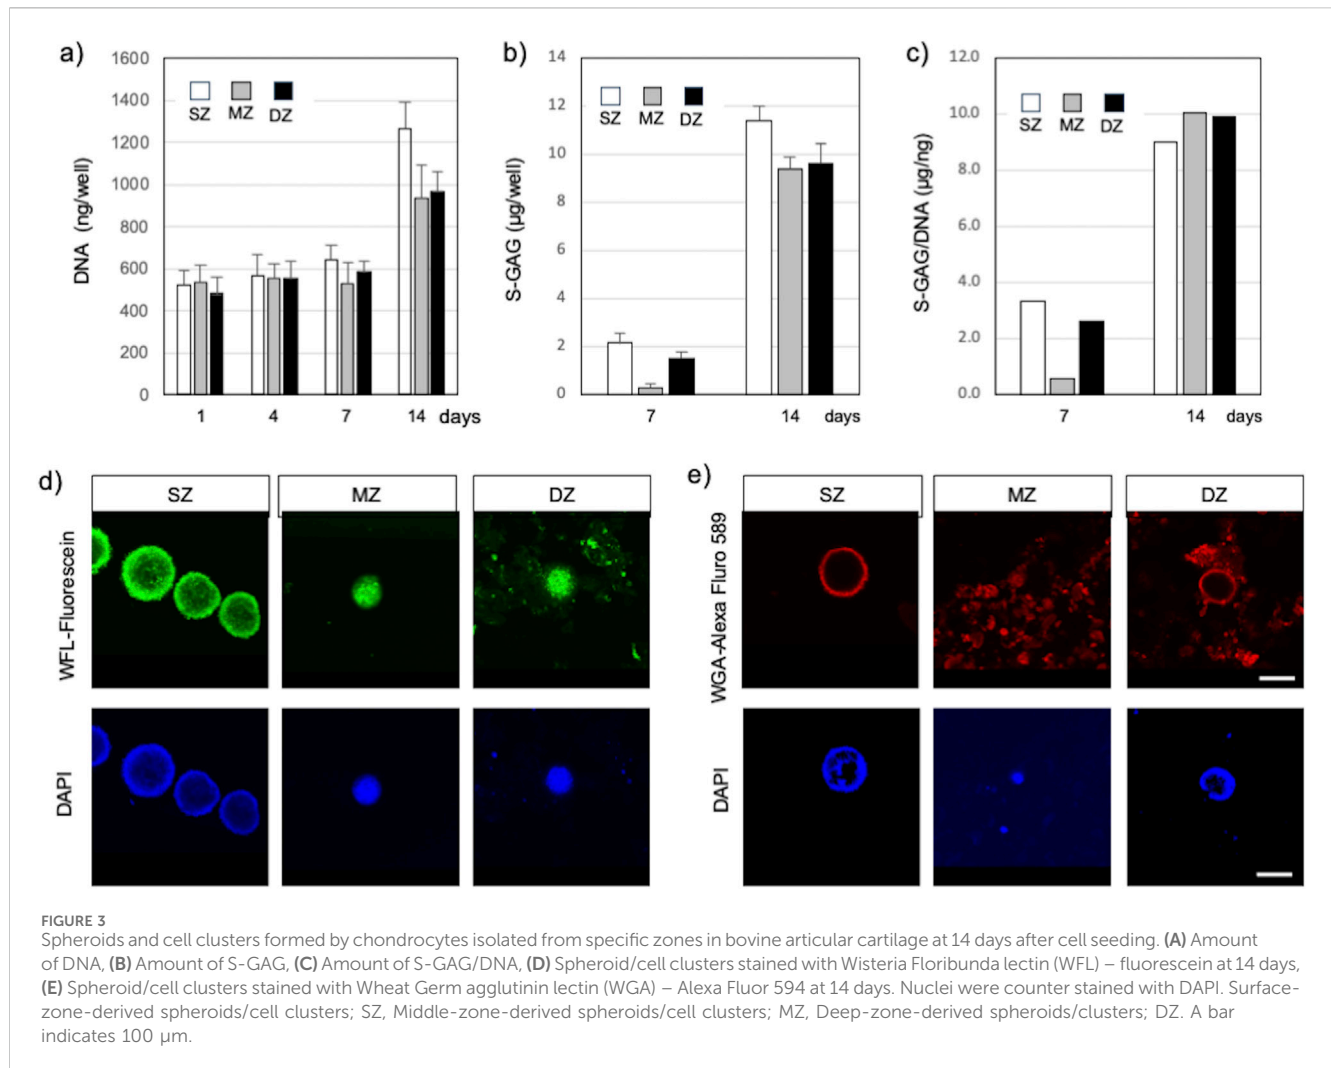 a)
1600
1400
1200
1000
800
600
400
200
0
DNA (ng/well)
SZ MZ DZ
1 4 7 14 days
b)
14
12
10
8
6
4
2
0
S-GAG (µg/well)
SZ MZ DZ
7 14 days
c)
12.0
10.0
8.0
6.0
4.0
2.0
0.0
S-GAG/DNA (µg/ng)
SZ MZ DZ
7 14 days
d)
SZ MZ DZ
WFL-Fluorescein
DAPI
e)
SZ MZ DZ
WGA-Alexa Fluro 589
DAPI
FIGURE 3
Spheroids and cell clusters formed by chondrocytes isolated from specific zones in bovine articular cartilage at 14 days after cell seeding. (A) Amount
of DNA, (B) Amount of S-GAG, (C) Amount of S-GAG/DNA, (D) Spheroid/cell clusters stained with Wisteria Floribunda lectin (WFL) – fluorescein at 14 days,
(E) Spheroid/cell clusters stained with Wheat Germ agglutinin lectin (WGA) – Alexa Fluor 594 at 14 days. Nuclei were counter stained with DAPI. Surface-
zone-derived spheroids/cell clusters; SZ, Middle-zone-derived spheroids/cell clusters; MZ, Deep-zone-derived spheroids/clusters; DZ. A bar
indicates 100 µm.